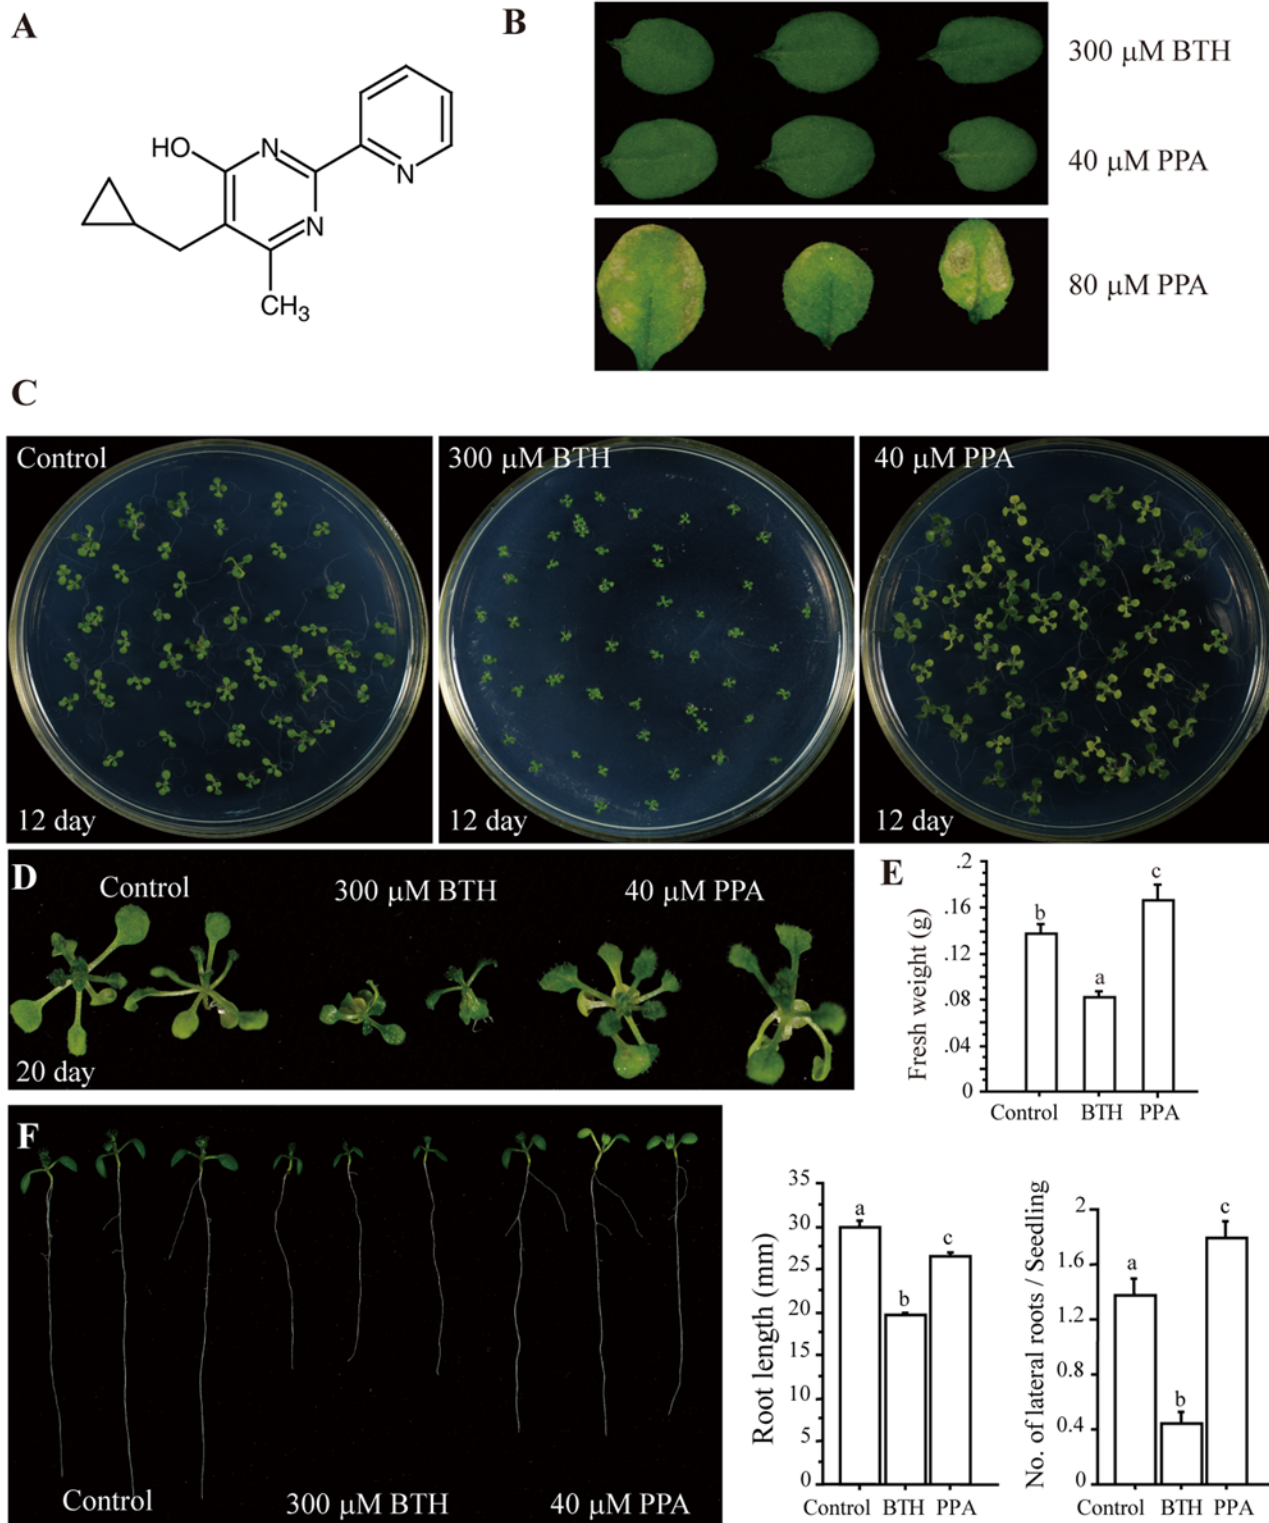 A
HO
N
N
N
CH3
B
300 μM BTH
40 μM PPA
80 μM PPA
C
Control
300 μM BTH
40 μM PPA
12 day
12 day
12 day
D
Control
300 μM BTH
40 μM PPA
20 day
E
Fresh weight (g)
.2
.16
.12
.08
.04
0
b
a
c
Control
BTH
PPA
F
Control
300 μM BTH
40 μM PPA
Root length (mm)
35
30
25
20
15
10
5
0
a
b
c
Control
BTH
PPA
No. of lateral roots / Seedling
2
1.6
1.2
0.8
0.4
0
a
b
c
Control
BTH
PPA